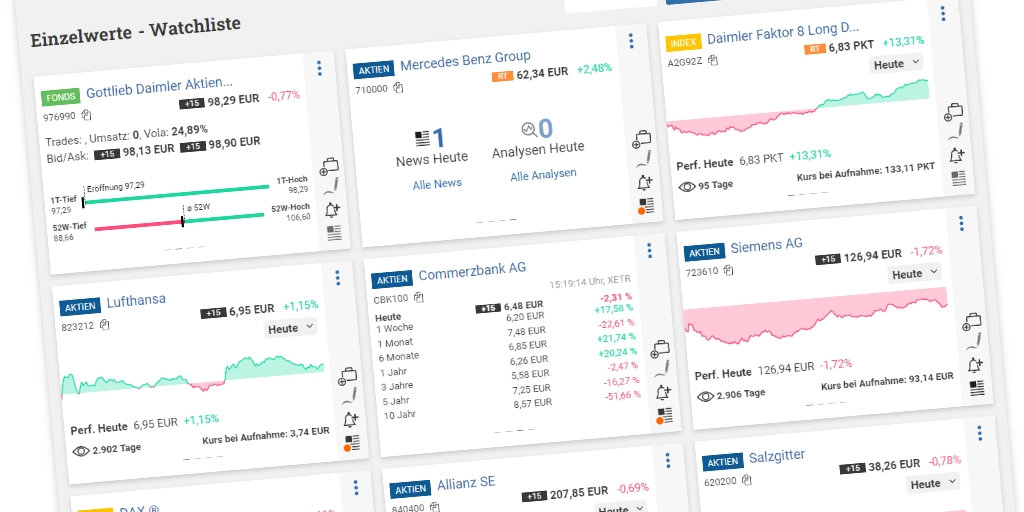 Einzelwerte - Watchliste
FONDS Gottlieb Daimler Aktien...
976990 +15 98,29 EUR -0,77%
Trades: , Umsatz: 0, Vola: 24,89%
Bid/Ask: +15 98,13 EUR +15 98,90 EUR
Eröffnung 97,29
1T-Tief 1T-Hoch
97,29 98,29
ø 52W
52W-Tief 52W-Hoch
88,66 106,60
AKTIEN Mercedes Benz Group
710000 RT 62,34 EUR +2,48%
1 0
News Heute Analysen Heute
Alle News Alle Analysen
INDEX Daimler Faktor 8 Long D...
A2G92Z RT 6,83 PKT +13,31%
Heute
Perf. Heute 6,83 PKT +13,31%
95 Tage Kurs bei Aufnahme: 133,11 PKT
AKTIEN Lufthansa
823212 +15 6,95 EUR +1,15%
Heute
Perf. Heute 6,95 EUR +1,15%
2.902 Tage Kurs bei Aufnahme: 3,74 EUR
AKTIEN Commerzbank AG
CBK100 15:19:14 Uhr, XETR
Heute +15 6,48 EUR -2,31 %
1 Woche 6,20 EUR +17,58 %
1 Monat 7,48 EUR -22,61 %
6 Monate 6,85 EUR +21,74 %
1 Jahr 6,26 EUR +20,24 %
3 Jahre 5,58 EUR -2,47 %
5 Jahr 7,25 EUR -16,27 %
10 Jahr 8,57 EUR -51,66 %
AKTIEN Siemens AG
723610 +15 126,94 EUR -1,72%
Heute
Perf. Heute 126,94 EUR -1,72%
2.906 Tage Kurs bei Aufnahme: 93,14 EUR
DAX ®
AKTIEN Allianz SE
840400 +15 207,85 EUR -0,69%
Heute
AKTIEN Salzgitter
620200 +15 38,26 EUR -0,78%
Heute